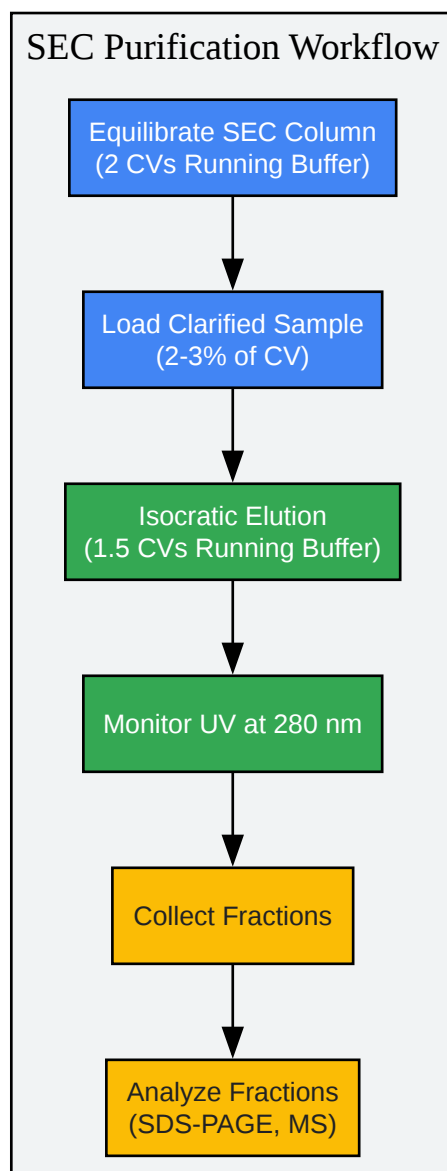 SEC Purification Workflow
Equilibrate SEC Column
(2 CVs Running Buffer)
Load Clarified Sample
(2-3% of CV)
Isocratic Elution
(1.5 CVs Running Buffer)
Monitor UV at 280 nm
Collect Fractions
Analyze Fractions
(SDS-PAGE, MS)